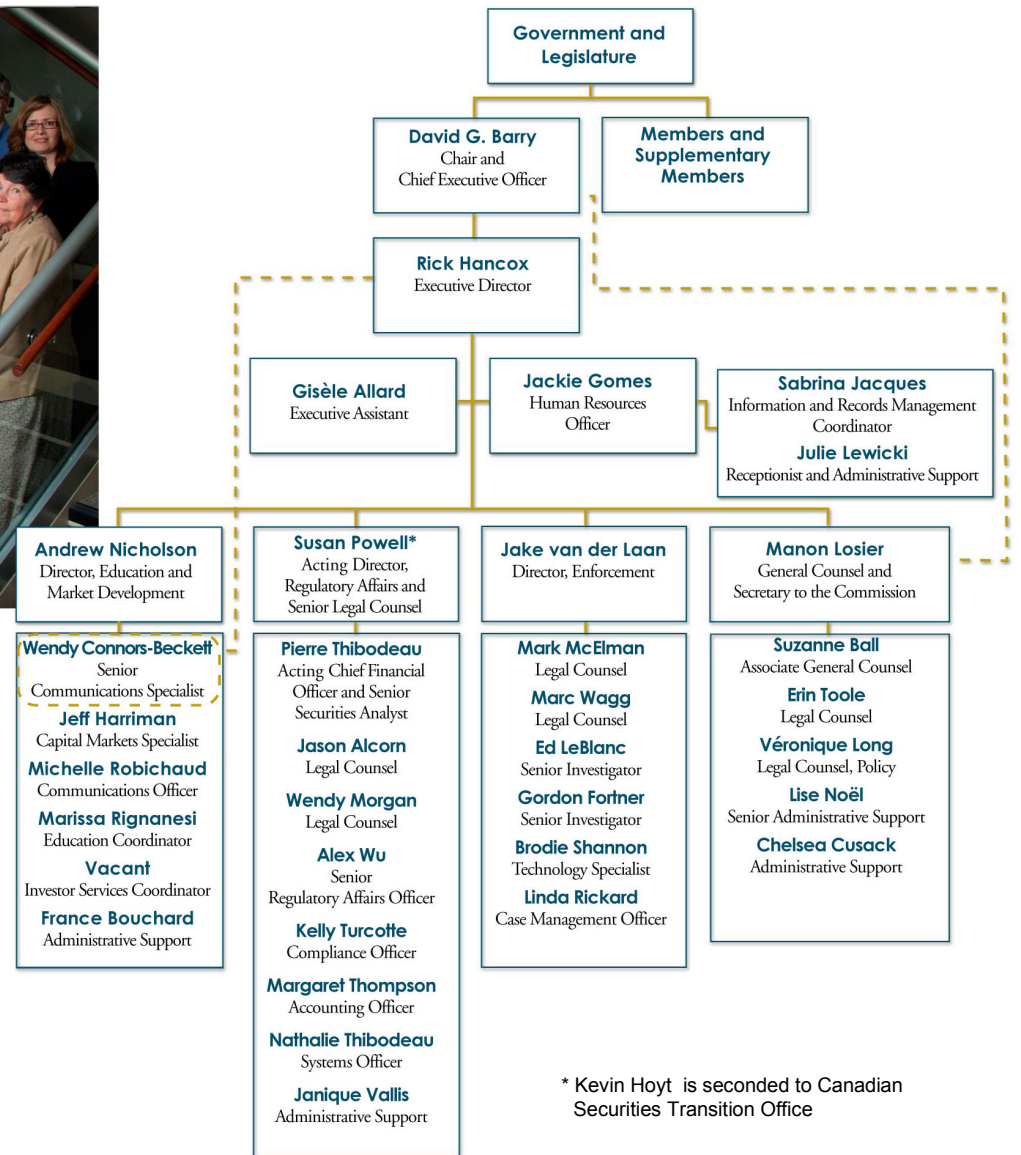 Government and
Legislature
David G. Barry
Chair and
Chief Executive Officer
Members and
Supplementary
Members
Rick Hancox
Executive Director
Gisèle Allard
Executive Assistant
Jackie Gomes
Human Resources
Officer
Sabrina Jacques
Information and Records Management
Coordinator
Julie Lewicki
Receptionist and Administrative Support
Andrew Nicholson
Director, Education and
Market Development
Wendy Connors-Beckett
Senior
Communications Specialist
Jeff Harriman
Capital Markets Specialist
Michelle Robichaud
Communications Officer
Marissa Rignanesi
Education Coordinator
Vacant
Investor Services Coordinator
France Bouchard
Administrative Support
Susan Powell*
Acting Director,
Regulatory Affairs and
Senior Legal Counsel
Pierre Thibodeau
Acting Chief Financial
Officer and Senior
Securities Analyst
Jason Alcorn
Legal Counsel
Wendy Morgan
Legal Counsel
Alex Wu
Senior
Regulatory Affairs Officer
Kelly Turcotte
Compliance Officer
Margaret Thompson
Accounting Officer
Nathalie Thibodeau
Systems Officer
Janique Vallis
Administrative Support
Jake van der Laan
Director, Enforcement
Mark McElman
Legal Counsel
Marc Wagg
Legal Counsel
Ed LeBlanc
Senior Investigator
Gordon Fortner
Senior Investigator
Brodie Shannon
Technology Specialist
Linda Rickard
Case Management Officer
Manon Losier
General Counsel and
Secretary to the Commission
Suzanne Ball
Associate General Counsel
Erin Toole
Legal Counsel
Véronique Long
Legal Counsel, Policy
Lise Noël
Senior Administrative Support
Chelsea Cusack
Administrative Support
* Kevin Hoyt is seconded to Canadian
Securities Transition Office